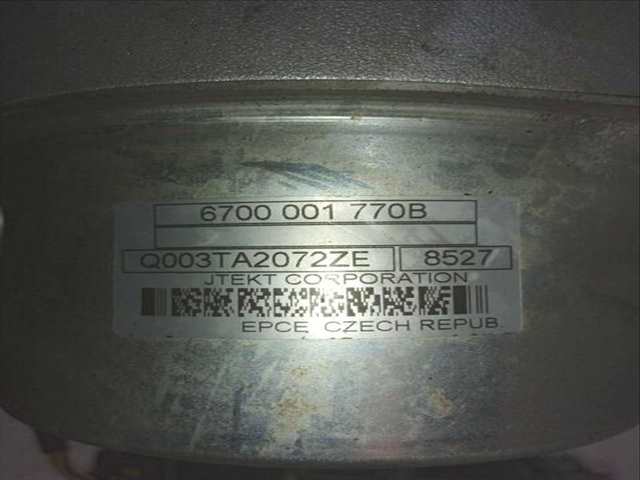 6700 001 770B
Q003TA2072ZE 8527
JTEKT CORPORATION
EPCE, CZECH REPUB.